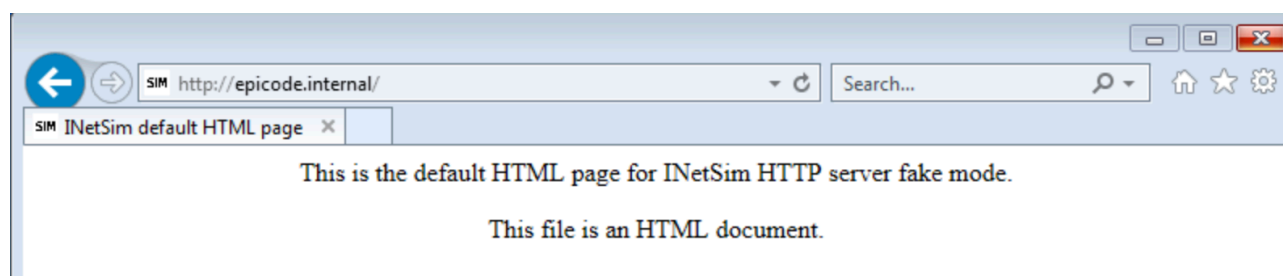 SIM http://epicode.internal/
Search...
SIM INetSim default HTML page
This is the default HTML page for INetSim HTTP server fake mode.
This file is an HTML document.